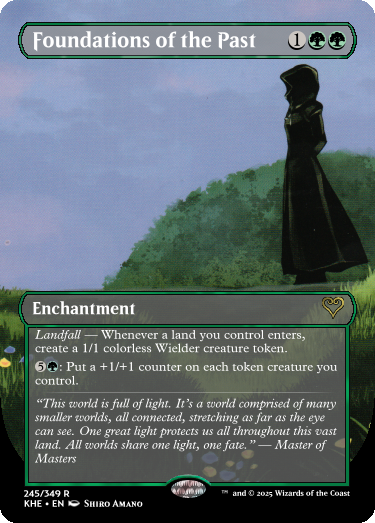 Foundations of the Past 1
Enchantment
Landfall — Whenever a land you control enters,
create a 1/1 colorless Wielder creature token.
5: Put a +1/+1 counter on each token creature you
control.
“This world is full of light. It’s a world comprised of many
smaller worlds, all connected, stretching as far as the eye
can see. One great light protects us all throughout this vast
land. All worlds share one light, one fate.” — Master of
Masters
245/349 R
KHE • EN Shiro Amano
™ and © 2025 Wizards of the Coast